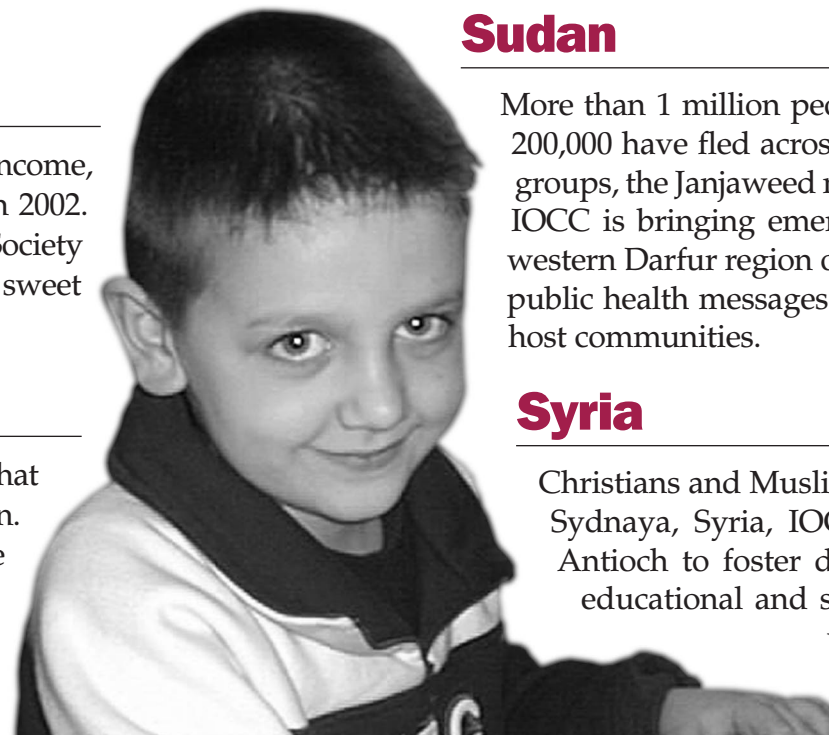 ncome,
n 2002.
Society
sweet
hat
n.
e
Sudan
More than 1 million peo
200,000 have fled acros
groups, the Janjaweed
IOCC is bringing emer
western Darfur region
public health messages
host communities.
Syria
Christians and Musli
Sydnaya, Syria, IOC
Antioch to foster d
educational and s